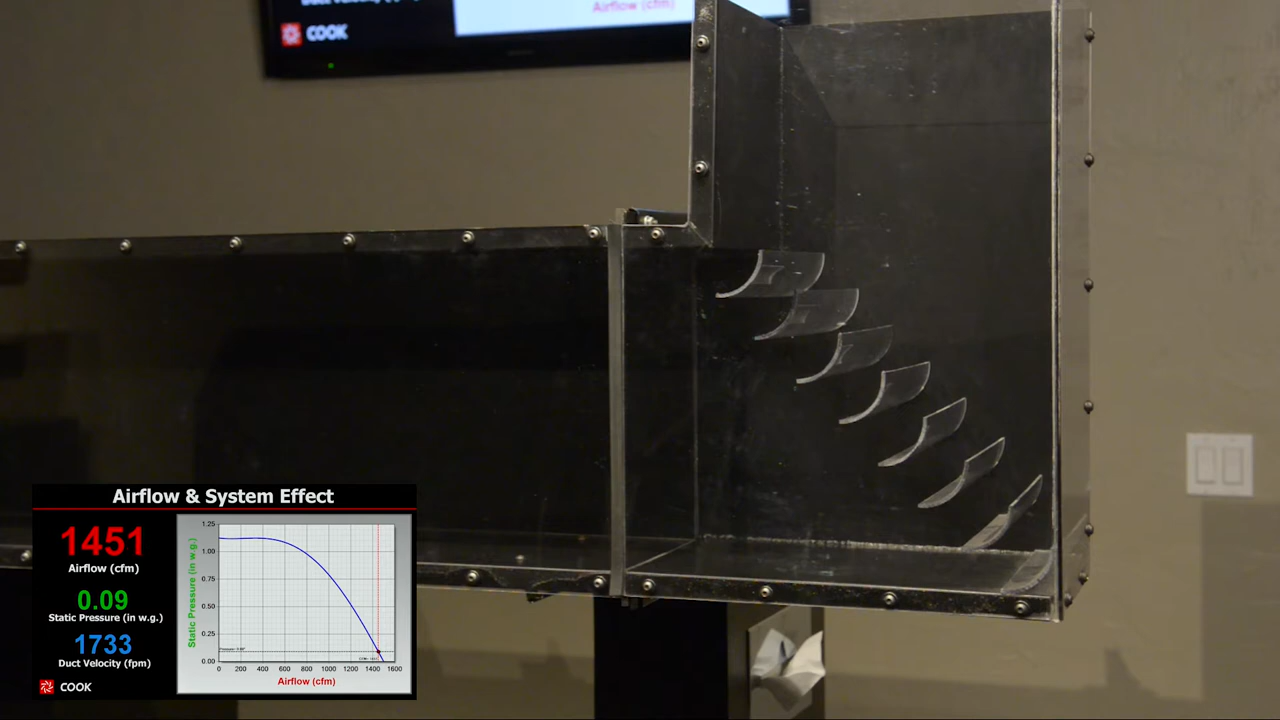 Airflow (cfm)
COOK
Airflow & System Effect
1451
Airflow (cfm)
0.09
Static Pressure (in w.g.)
1733
Duct Velocity (fpm)
COOK
Static Pressure (in w.g.)
1.25
1.00
0.75
0.50
0.25
0.00
0 200 400 600 800 1000 1200 1400 1600
Airflow (cfm)